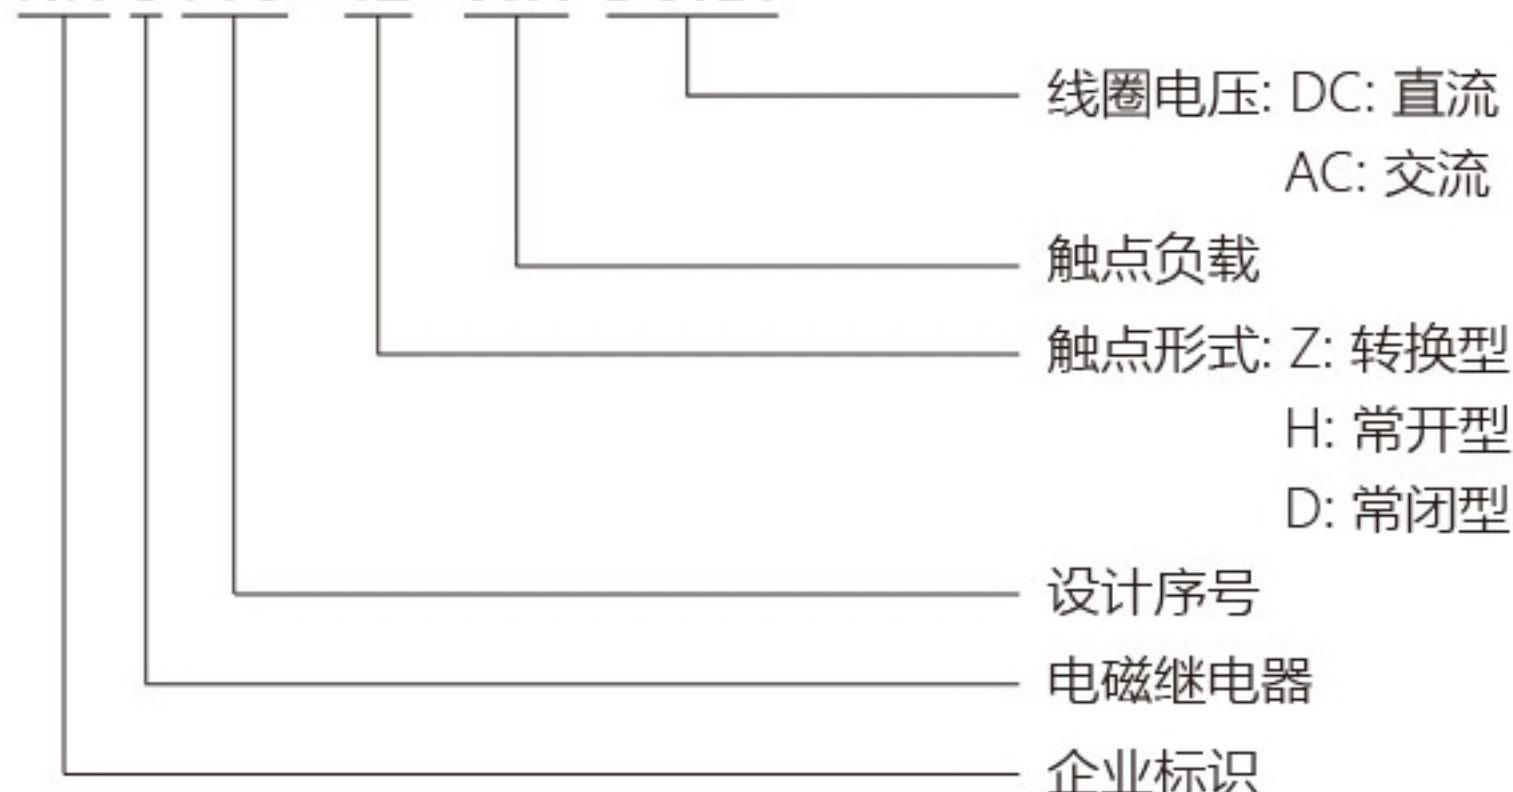 线圈电压: DC: 直流
AC: 交流
触点负载
触点形式: Z: 转换型
H: 常开型
D: 常闭型
设计序号
电磁继电器
企业标识